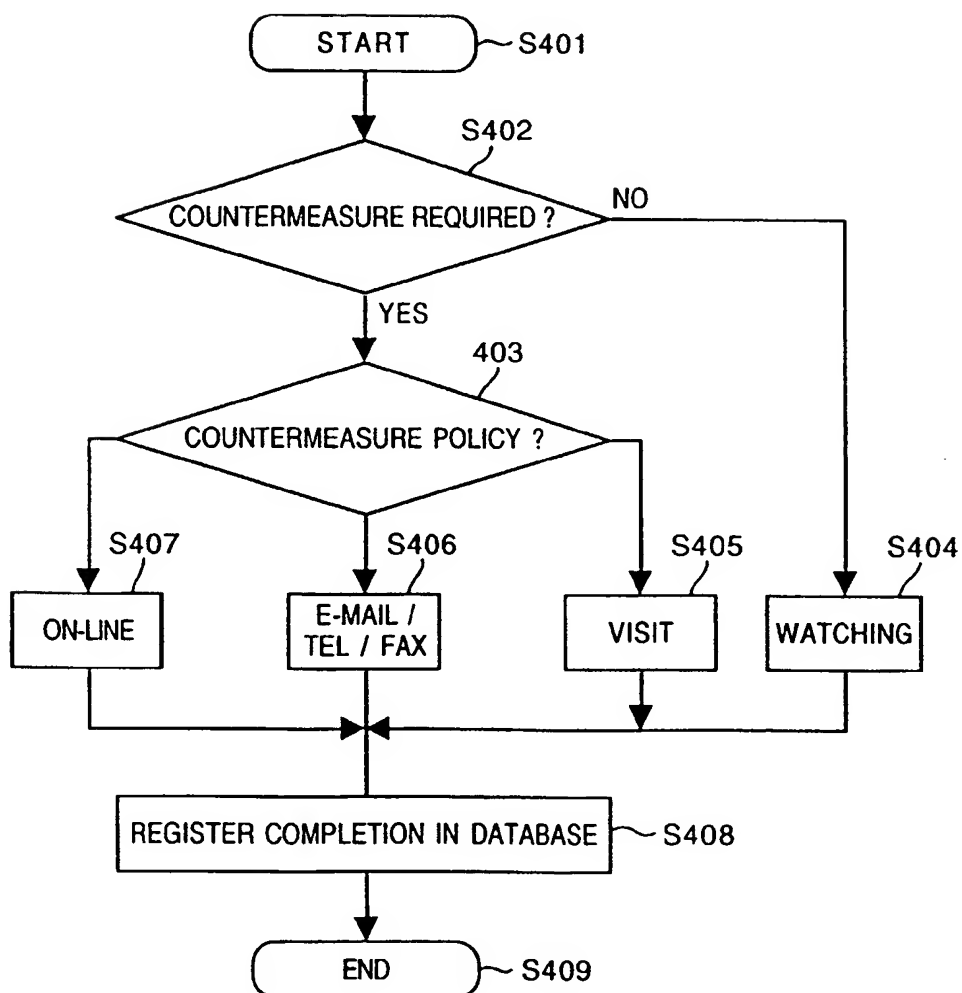 START
S401
S402
COUNTERMEASURE REQUIRED ?
NO
YES
403
COUNTERMEASURE POLICY ?
S407
S406
S405
S404
ON-LINE
E-MAIL /
TEL / FAX
VISIT
WATCHING
REGISTER COMPLETION IN DATABASE
S408
END
S409